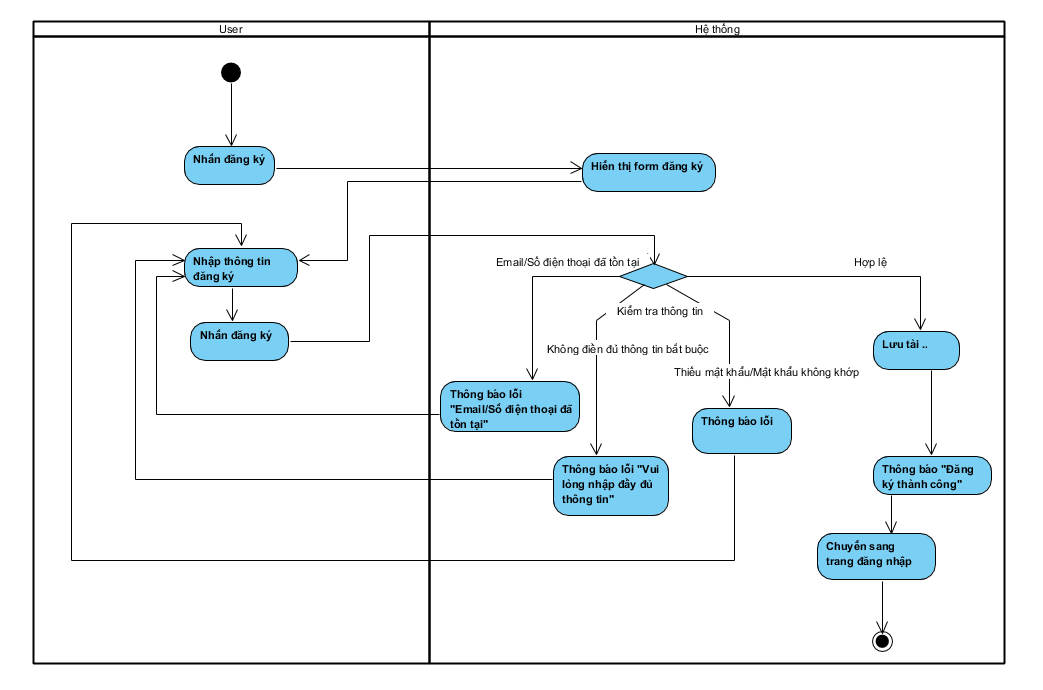 User
Hệ thống
Nhấn đăng ký
Hiển thị form đăng ký
Nhập thông tin
đăng ký
Nhấn đăng ký
Email/Số điện thoại đã tồn tại
Hợp lệ
Kiểm tra thông tin
Không điền đủ thông tin bắt buộc
Lưu tài ..
Thiếu mật khẩu/Mật khẩu không khớp
Thông báo lỗi
"Email/Số điện thoại đã
tồn tại"
Thông báo lỗi
Thông báo lỗi "Vui
lòng nhập đầy đủ
thông tin"
Thông báo "Đăng
ký thành công"
Chuyển sang
trang đăng nhập